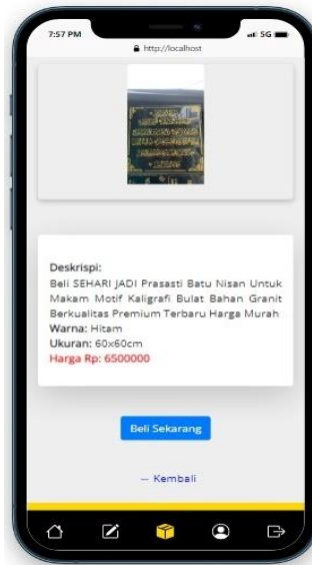 7:57 PM
5G
http://localhost
Deskrispi:
Beli SEHARI JADI Prasasti Batu Nisan Untuk
Makam Motif Kaligrafi Bulat Bahan Granit
Berkualitas Premium Terbaru Harga Murah
Warna: Hitam
Ukuran: 60x60cm
Harga Rp: 6500000
Beli Sekarang
— Kembali